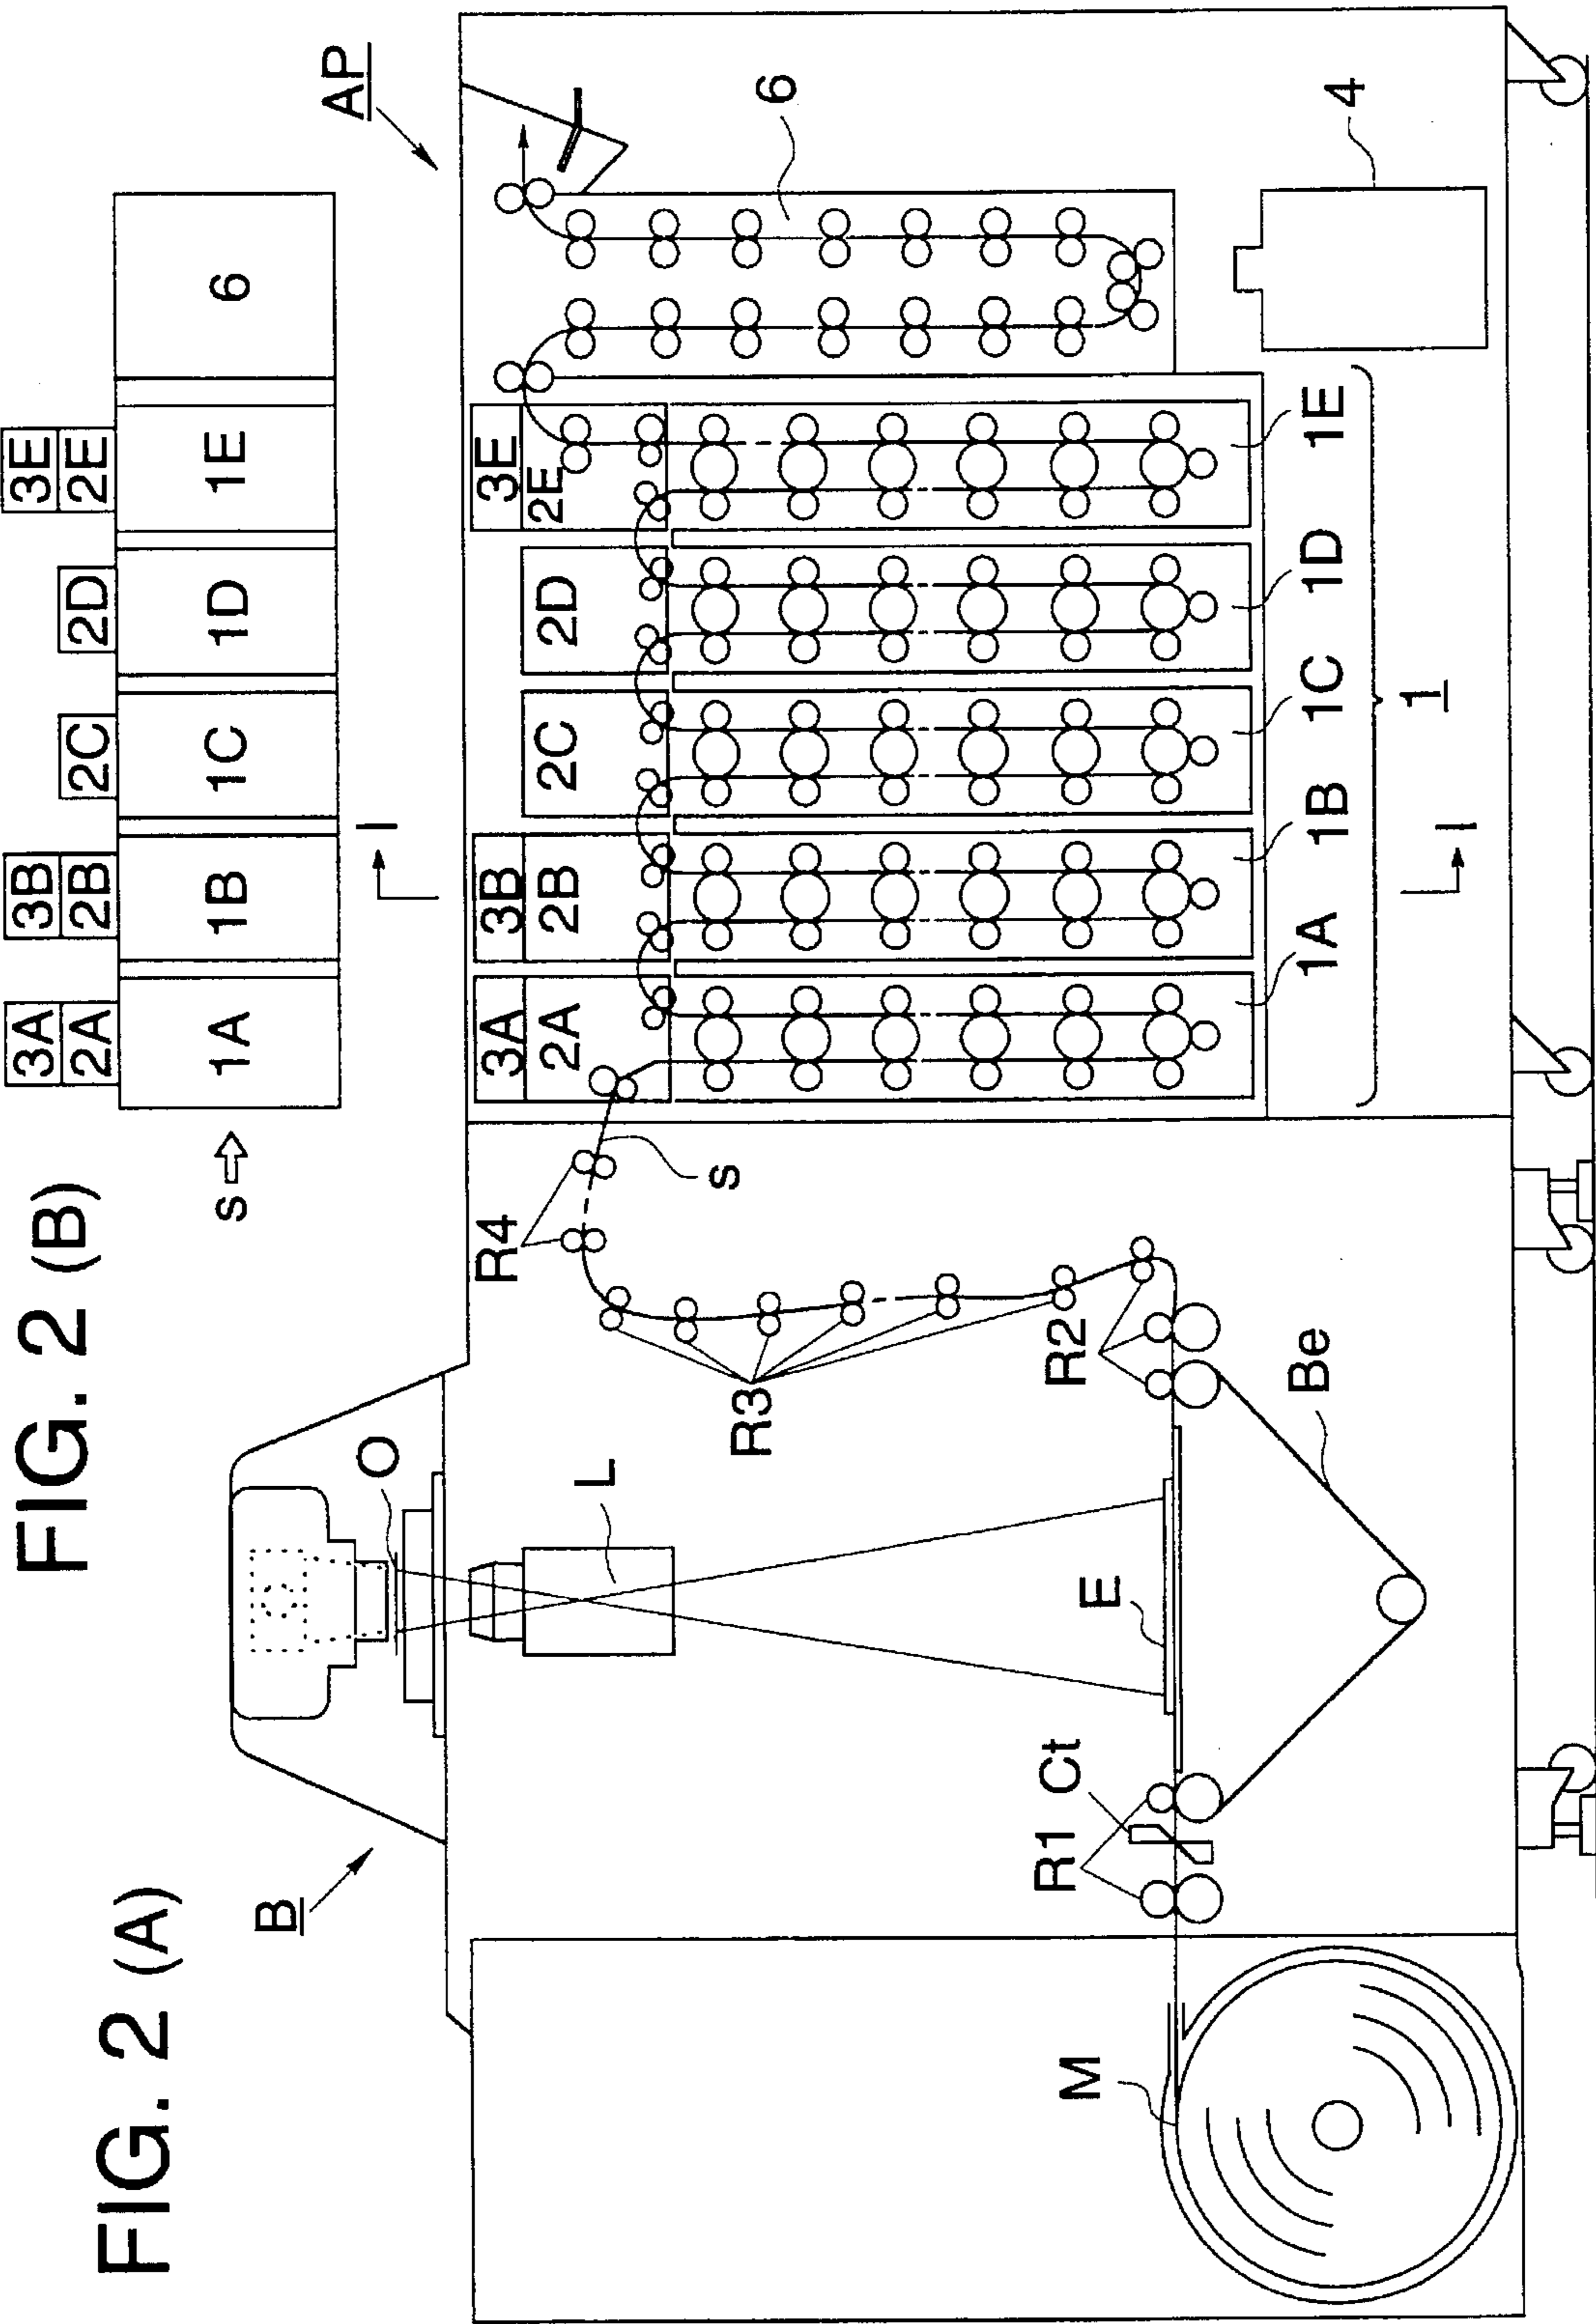 FIG. 2 (A)
FIG. 2 (B)
3A 3B 3E
2A 2B 2C 2D 2E
s 1A 1B 1C 1D 1E 6
B
O
AP
I
L
R4
s
3A 3B 3E
2A 2B 2C 2D 2E
6
R3
M
R1
Ct
E
R2
Be
1A 1B 1C 1D 1E
4
1
I